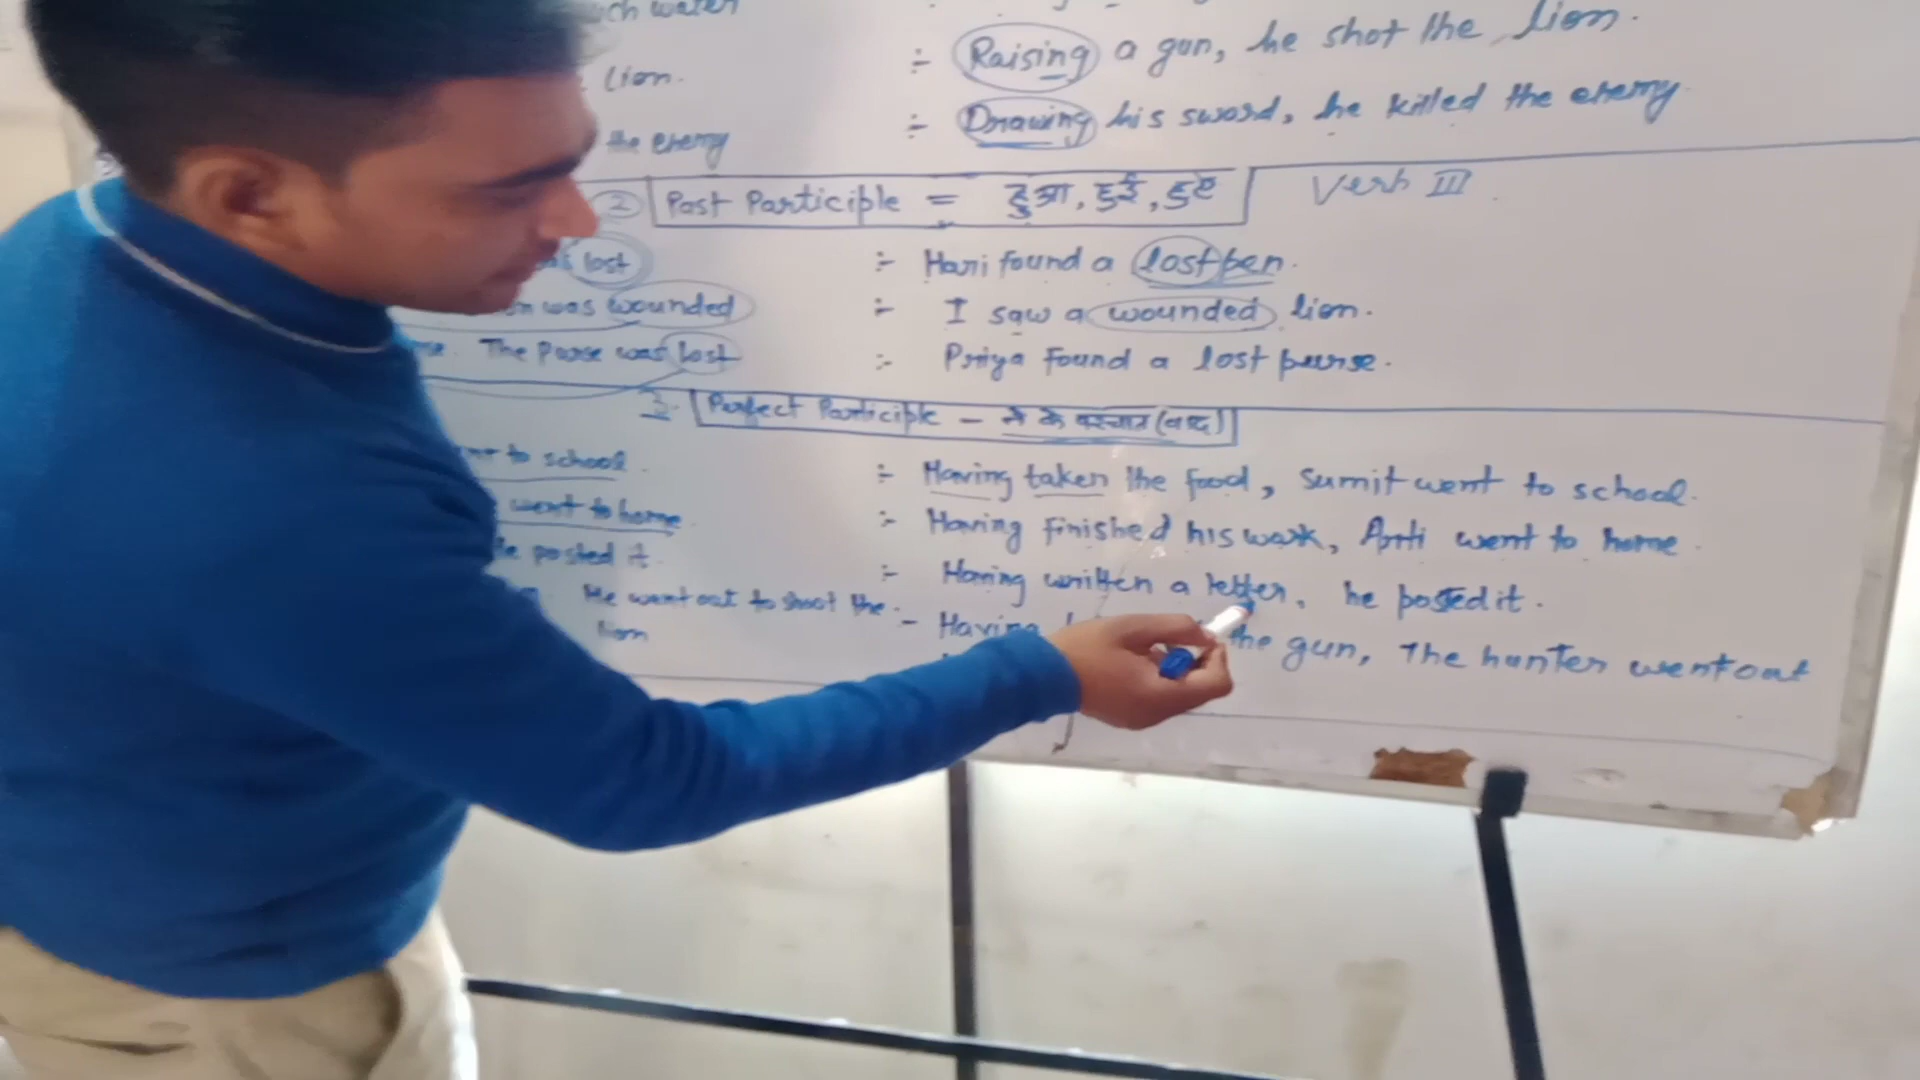 water
Lion. :- Raising a gun, he shot the Lion.
the enemy :- Drawing his sword, he killed the enemy
2 Past Participle = हुआ, हुई, हुए Verb III
lost :- Hari found a lost pen.
was wounded :- I saw a wounded lion.
The Parse was lost :- Priya Found a lost purse.
3. Perfect Participle - ने के पश्चात (बाद)
to school. :- Having taken the food, Sumit went to school.
went to home :- Having finished his work, Arti went to home.
He posted it. :- Having written a letter, he posted it.
He went out to shoot the lion :- Having the gun, The hunter went out